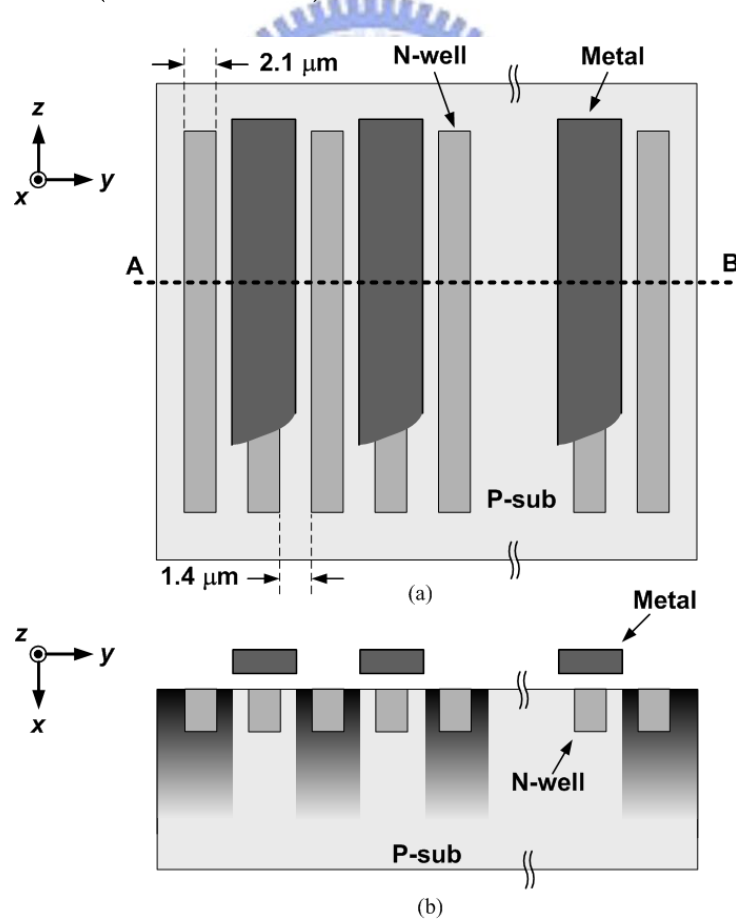 2.1 μm
N-well
Metal
z
y
x
A
B
P-sub
1.4 μm
(a)
Metal
z
y
x
N-well
P-sub
(b)